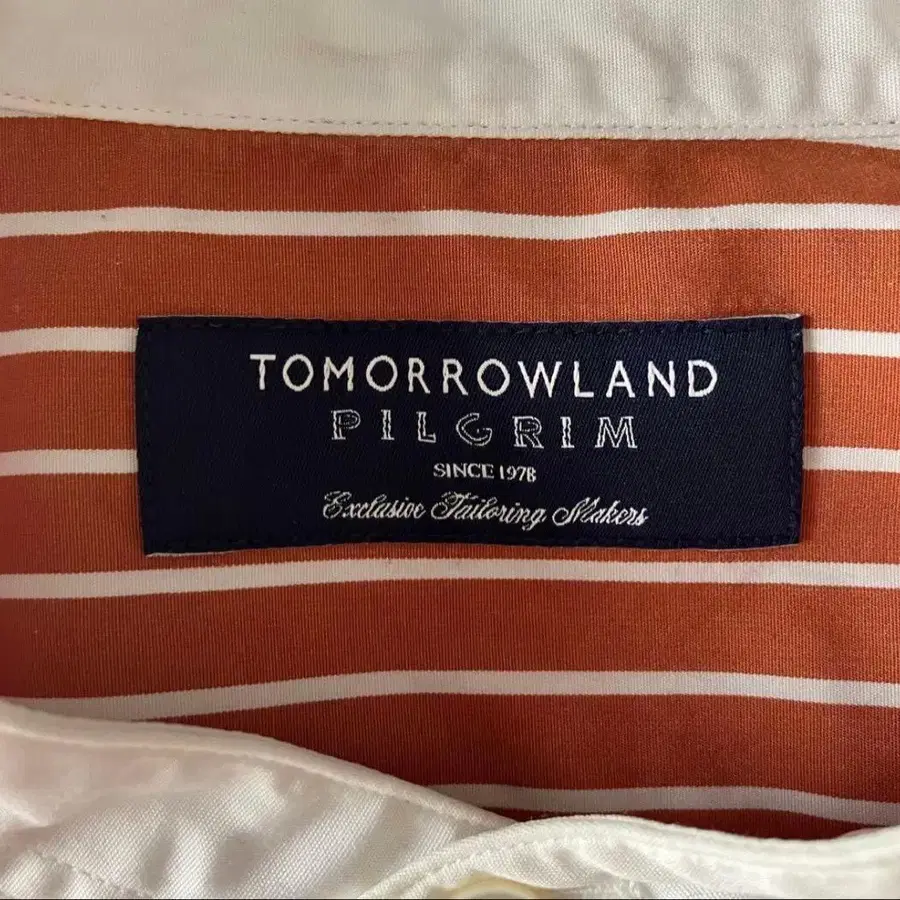 TOMORROWLAND
PILGRIM
SINCE 1978
Exclusive Tailoring Makers